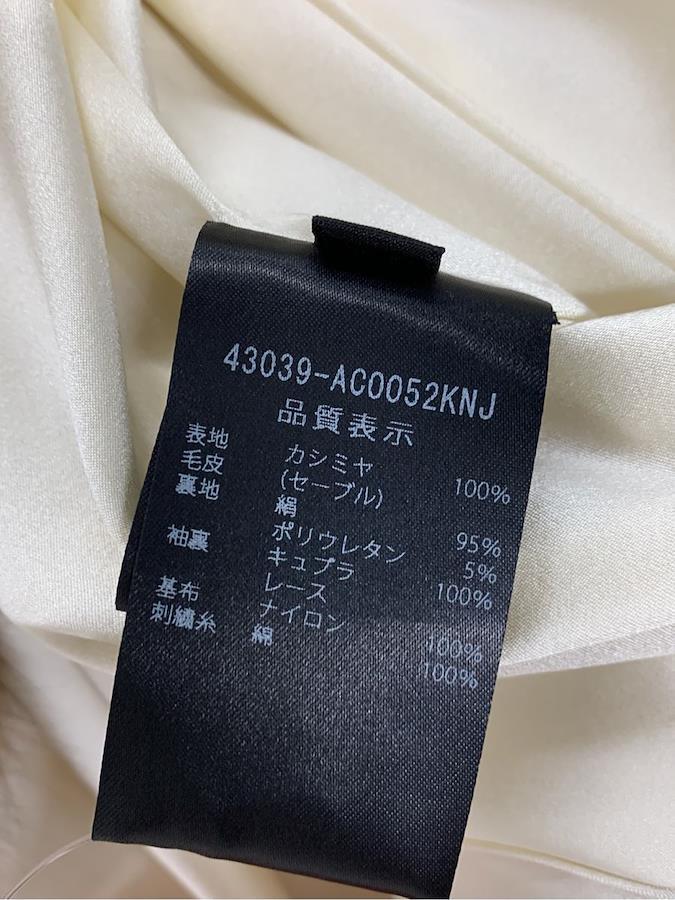 43039-AC0052KNJ
品質表示
表地 カシミヤ 100%
毛皮 (セーブル)
裏地 絹 95%
ポリウレタン 5%
袖裏 キュプラ 100%
レース
基布 ナイロン 100%
刺繍糸 絹 100%